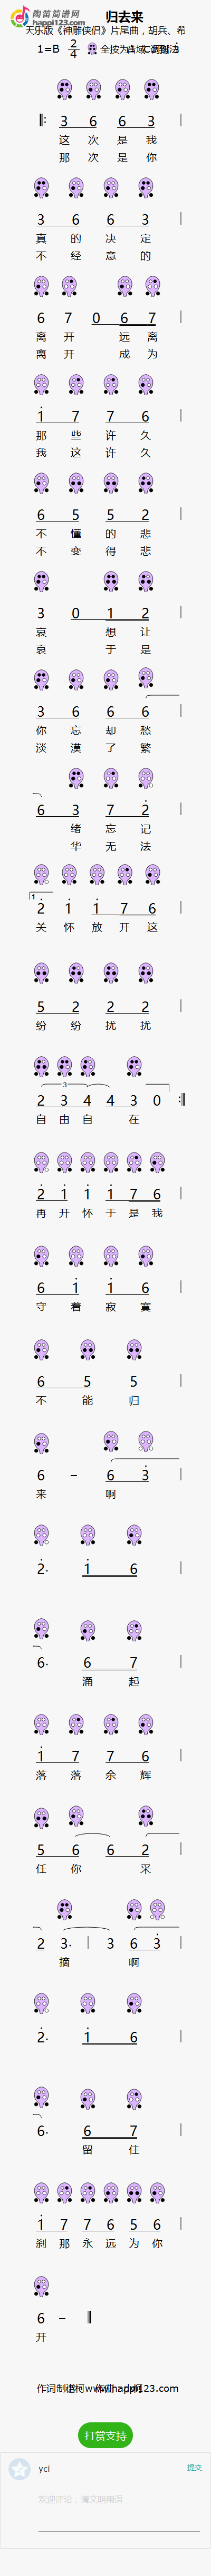 陶笛简谱网
happi123.com
归去来
天乐版《神雕侠侣》片尾曲，胡兵、希
1=B 2/4 全按为
3 6 6 3
这 次 是 我
那 次 是 你
3 6 6 3
真 的 决 定
不 经 意 的
6 7 0 6 7
离 开 远 离
离 开 成 为
1 7 7 6
那 些 许 久
我 这 许 久
6 5 5 2
不 懂 的 悲
不 变 得 悲
3 0 1 2
哀 想 让
哀 于 是
3 6 6 6
你 忘 却 愁
淡 漠 了 繁
6 3 7 2
绪 忘 记
华 无 法
1.
2 1 1 7 6
关 怀 放 开 这
5 2 2 2
纷 纷 扰 扰
3
2 3 4 4 3 0
自 由 自 在
2 1 1 1 7 6
再 开 怀 于 是 我
6 1 1 6
守 着 寂 寞
6 5 5
不 能 归
6 – 6 3
来 啊
2. 1 6
6. 6 7
涌 起
1 7 7 6
落 落 余 辉
5 6 6 2
任 你 采
2 3. 3 6 3
摘 啊
2. 1 6
6. 6 7
留 住
1 7 7 6 5 6
刹 那 永 远 为 你
6 –
开
www.happi123.com
打赏支持
yci
提交
欢迎评论，请文明用语